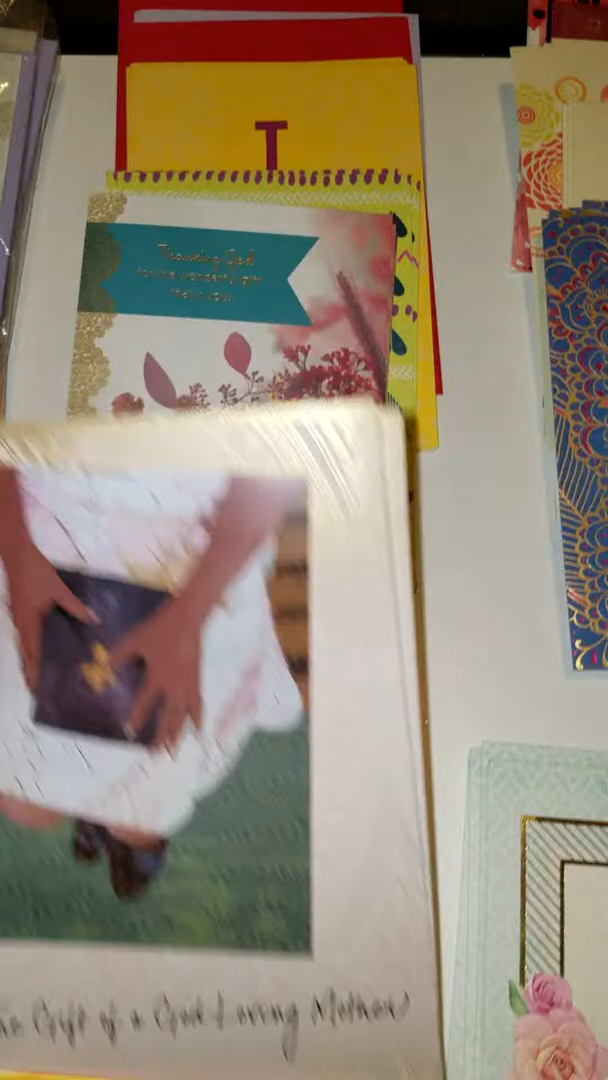 T
Thanking God
for the wonderful gift
that is you.
The Gift of a God-Loving Mother